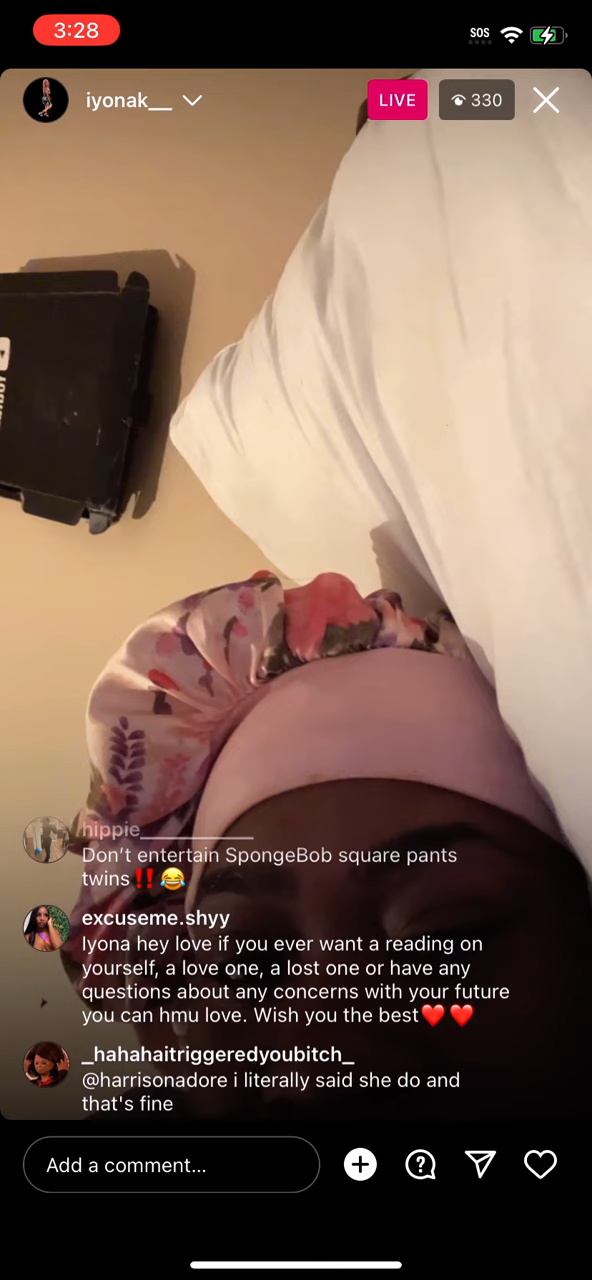 3:28
SOS
iyonak__
LIVE
330
hippie__________
Don't entertain SpongeBob square pants
twins‼️😂
excuseme.shyy
Iyona hey love if you ever want a reading on
yourself, a love one, a lost one or have any
questions about any concerns with your future
you can hmu love. Wish you the best❤️❤️
_hahahaitriggeredyoubitch_
@harrisonadore i literally said she do and
that's fine
Add a comment...